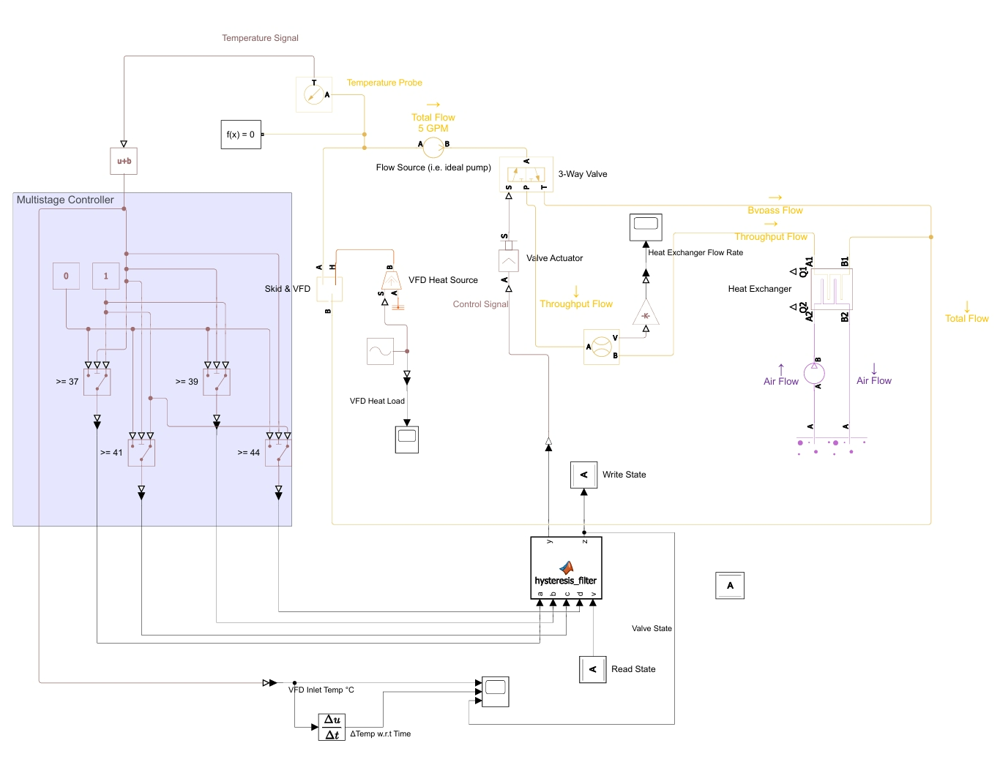 Temperature Signal
T
A
Temperature Probe
→
Total Flow
5 GPM
f(x) = 0
A
B
u+b
Flow Source (i.e. ideal pump)
A
3-Way Valve
S
P
T
Multistage Controller
→
Bypass Flow
→
Throughput Flow
S
Heat Exchanger Flow Rate
Valve Actuator
A1
B1
Q1
A
H
B
0
1
Skid & VFD
VFD Heat Source
A
Heat Exchanger
S
A
↓
Throughput Flow
Control Signal
Q2
A2
B2
B
↓
Total Flow
-K-
V
A
B
B
↑
Air Flow
↓
Air Flow
A
>= 37
>= 39
VFD Heat Load
A
A
>= 41
>= 44
A
Write State
y
z
hysteresis_filter
a
b
c
d
v
A
Valve State
A
Read State
VFD Inlet Temp °C
Δu
Δt
ΔTemp w.r.t Time